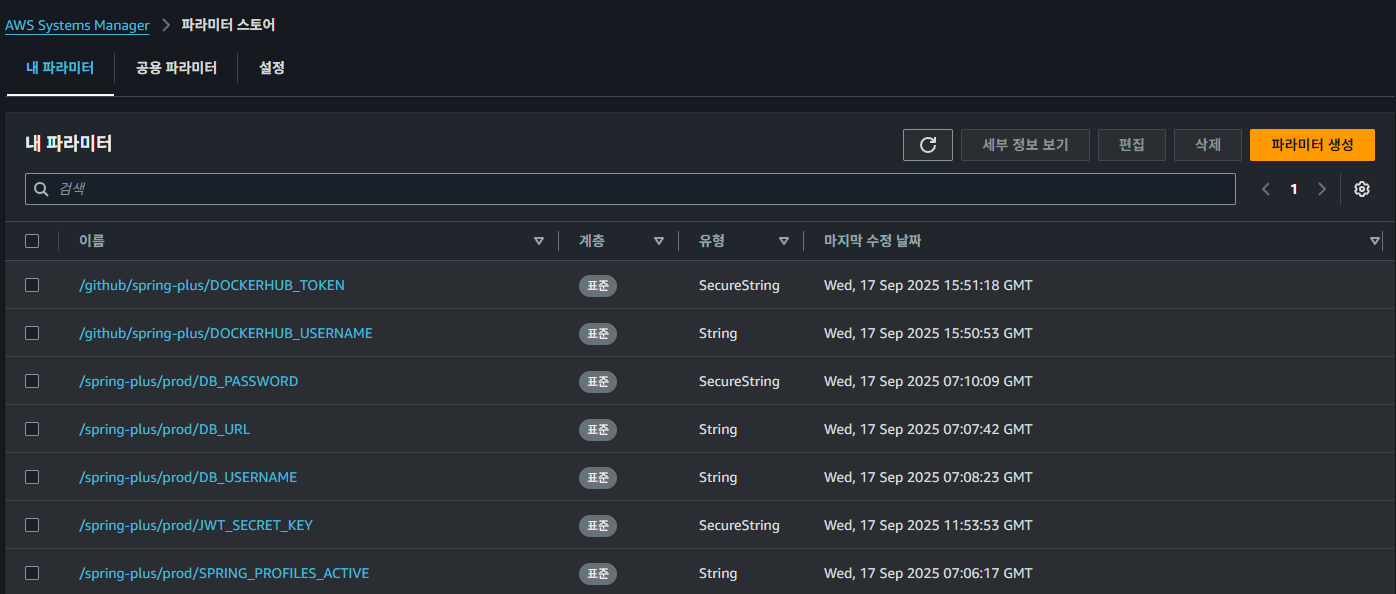 AWS Systems Manager > 파라미터 스토어
내 파라미터 공용 파라미터 설정
내 파라미터 세부 정보 보기 편집 삭제 파라미터 생성
검색 1
이름 계층 유형 마지막 수정 날짜
/github/spring-plus/DOCKERHUB_TOKEN 표준 SecureString Wed, 17 Sep 2025 15:51:18 GMT
/github/spring-plus/DOCKERHUB_USERNAME 표준 String Wed, 17 Sep 2025 15:50:53 GMT
/spring-plus/prod/DB_PASSWORD 표준 SecureString Wed, 17 Sep 2025 07:10:09 GMT
/spring-plus/prod/DB_URL 표준 String Wed, 17 Sep 2025 07:07:42 GMT
/spring-plus/prod/DB_USERNAME 표준 String Wed, 17 Sep 2025 07:08:23 GMT
/spring-plus/prod/JWT_SECRET_KEY 표준 SecureString Wed, 17 Sep 2025 11:53:53 GMT
/spring-plus/prod/SPRING_PROFILES_ACTIVE 표준 String Wed, 17 Sep 2025 07:06:17 GMT